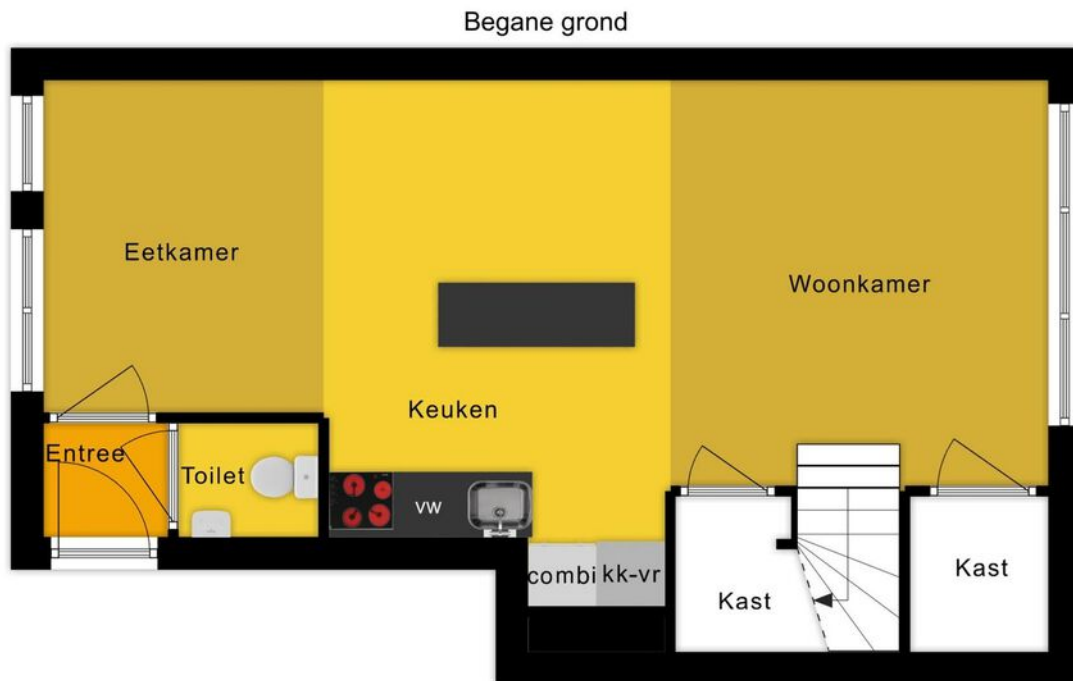 Begane grond
Eetkamer
Woonkamer
Keuken
Entree
Toilet
vw
combi
kk-vr
Kast
Kast